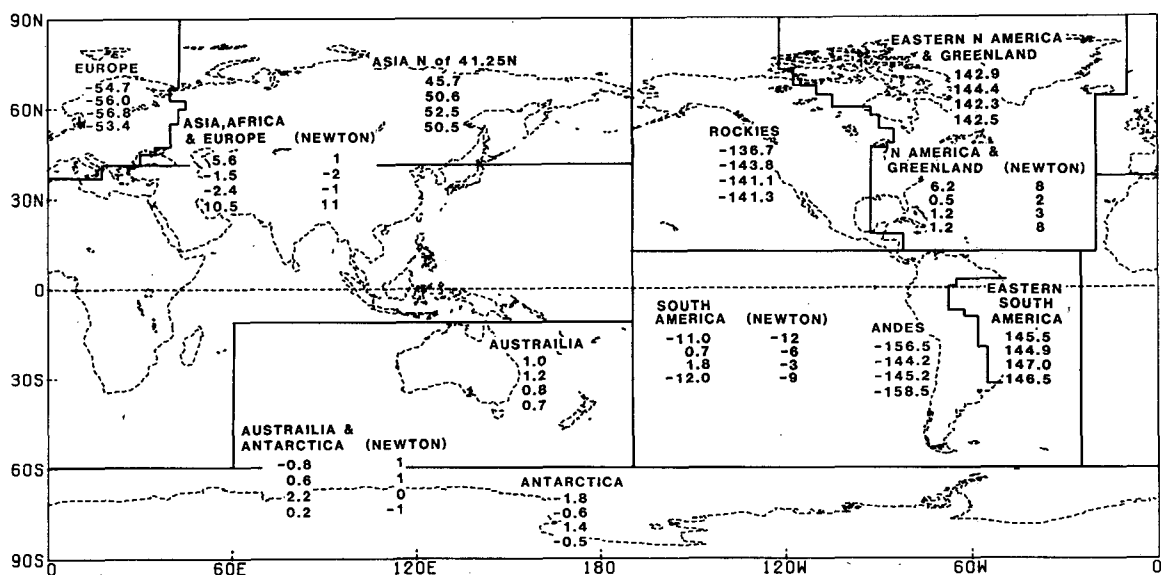 90N
60N
30N
0
30S
60S
90S
EUROPE
-54.7
-56.0
-56.8
-53.4
ASIA N of 41.25N
45.7
50.6
52.5
50.5
ASIA, AFRICA
& EUROPE (NEWTON)
5.6 1
-1.5 -2
-2.4 -1
10.5 11
EASTERN N AMERICA
& GREENLAND
142.9
144.4
142.3
142.5
ROCKIES
-136.7
-143.8
-141.1
-141.3
N AMERICA &
GREENLAND (NEWTON)
6.2 8
0.5 2
1.2 3
1.2 8
SOUTH
AMERICA (NEWTON)
-11.0 -12
0.7 -6
1.8 -3
-12.0 -9
ANDES
-156.5
-144.2
-145.2
-158.5
EASTERN
SOUTH
AMERICA
145.5
144.9
147.0
146.5
AUSTRAILIA
1.0
1.2
0.8
0.7
AUSTRAILIA &
ANTARCTICA (NEWTON)
-0.8 1
0.6 1
2.2 0
0.2 -1
ANTARCTICA
1.8
-0.6
1.4
-0.5
0 60E 120E 180 120W 60W 0